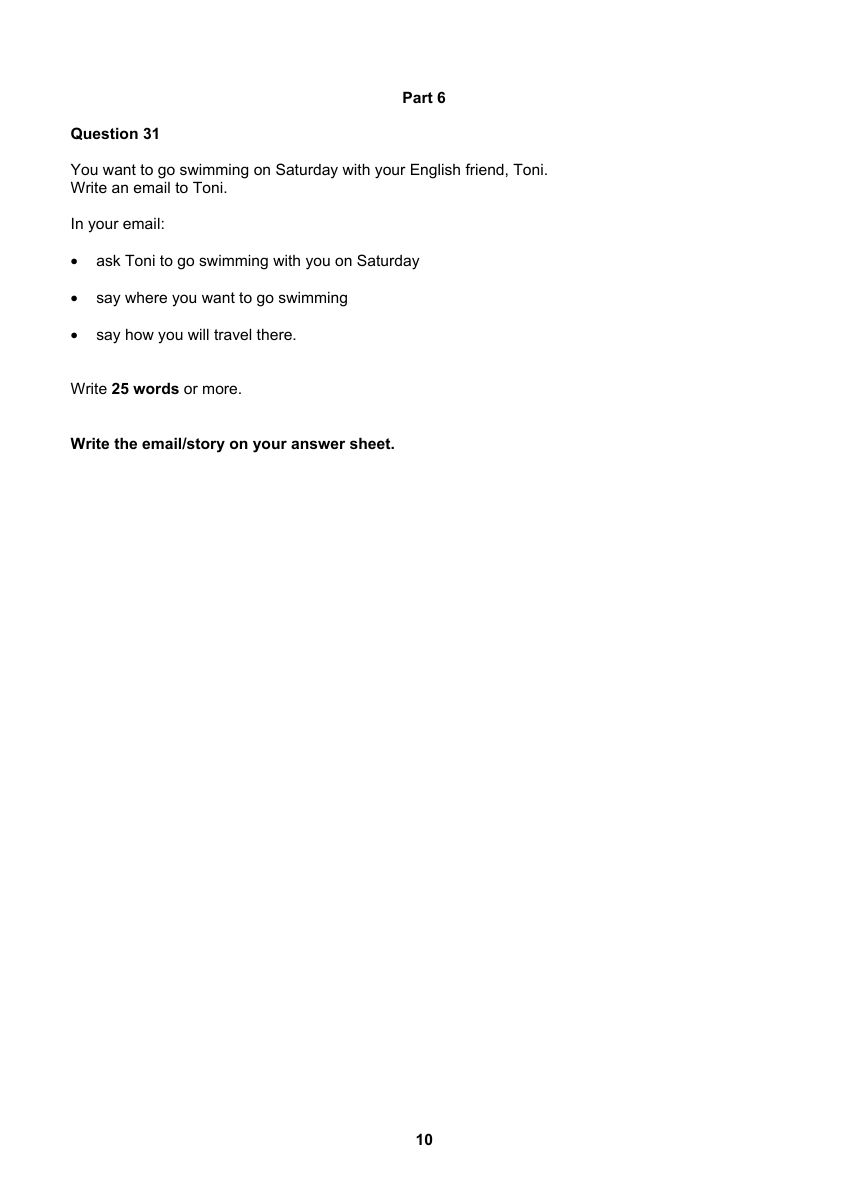 Part 6
Question 31
You want to go swimming on Saturday with your English friend, Toni.
Write an email to Toni.
In your email:
• ask Toni to go swimming with you on Saturday
• say where you want to go swimming
• say how you will travel there.
Write 25 words or more.
Write the email/story on your answer sheet.
10